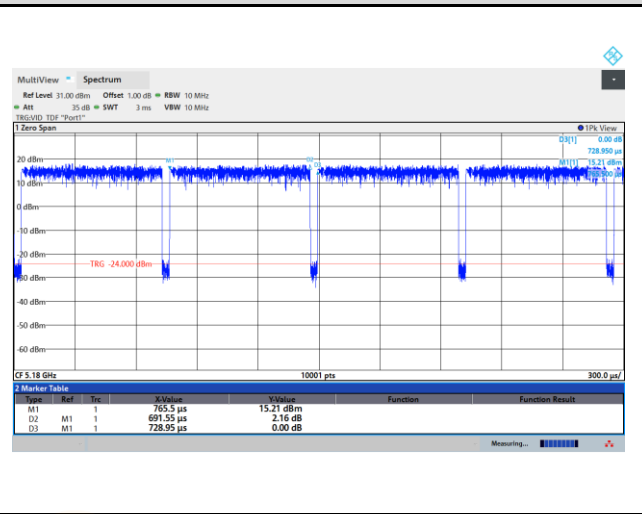 MultiView Spectrum
Ref Level 31.00 dBm Offset 1.00 dB RBW 10 MHz
Att 35 dB SWT 3 ms VBW 10 MHz
TRG:VID TDF "Port1"
1 Zero Span 1Pk View
D3[1] 0.00 dB
728.950 µs
M1[1] 15.21 dBm
20 dBm
M1
D2
D3
10 dBm
0 dBm
-10 dBm
-20 dBm
TRG -24.000 dBm
-30 dBm
-40 dBm
-50 dBm
-60 dBm
CF 5.18 GHz 10001 pts 300.0 µs/
2 Marker Table
Type Ref Trc X-Value Y-Value Function Function Result
M1 1 765.5 µs 15.21 dBm
D2 M1 1 691.55 µs 2.16 dB
D3 M1 1 728.95 µs 0.00 dB
Measuring...